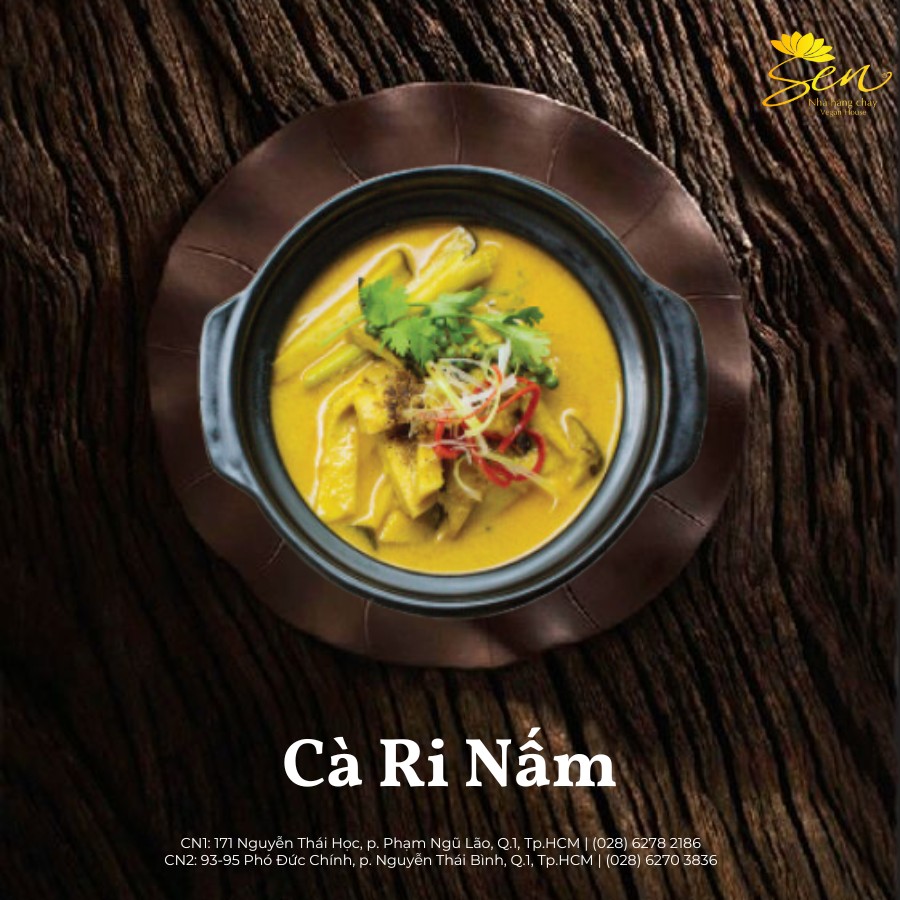 Sen
Nhà hàng chay
Vegan House
Cà Ri Nấm
CN1: 171 Nguyễn Thái Học, p. Phạm Ngũ Lão, Q.1, Tp.HCM | (028) 6278 2186
CN2: 93-95 Phó Đức Chính, p. Nguyễn Thái Bình, Q.1, Tp.HCM | (028) 6270 3836